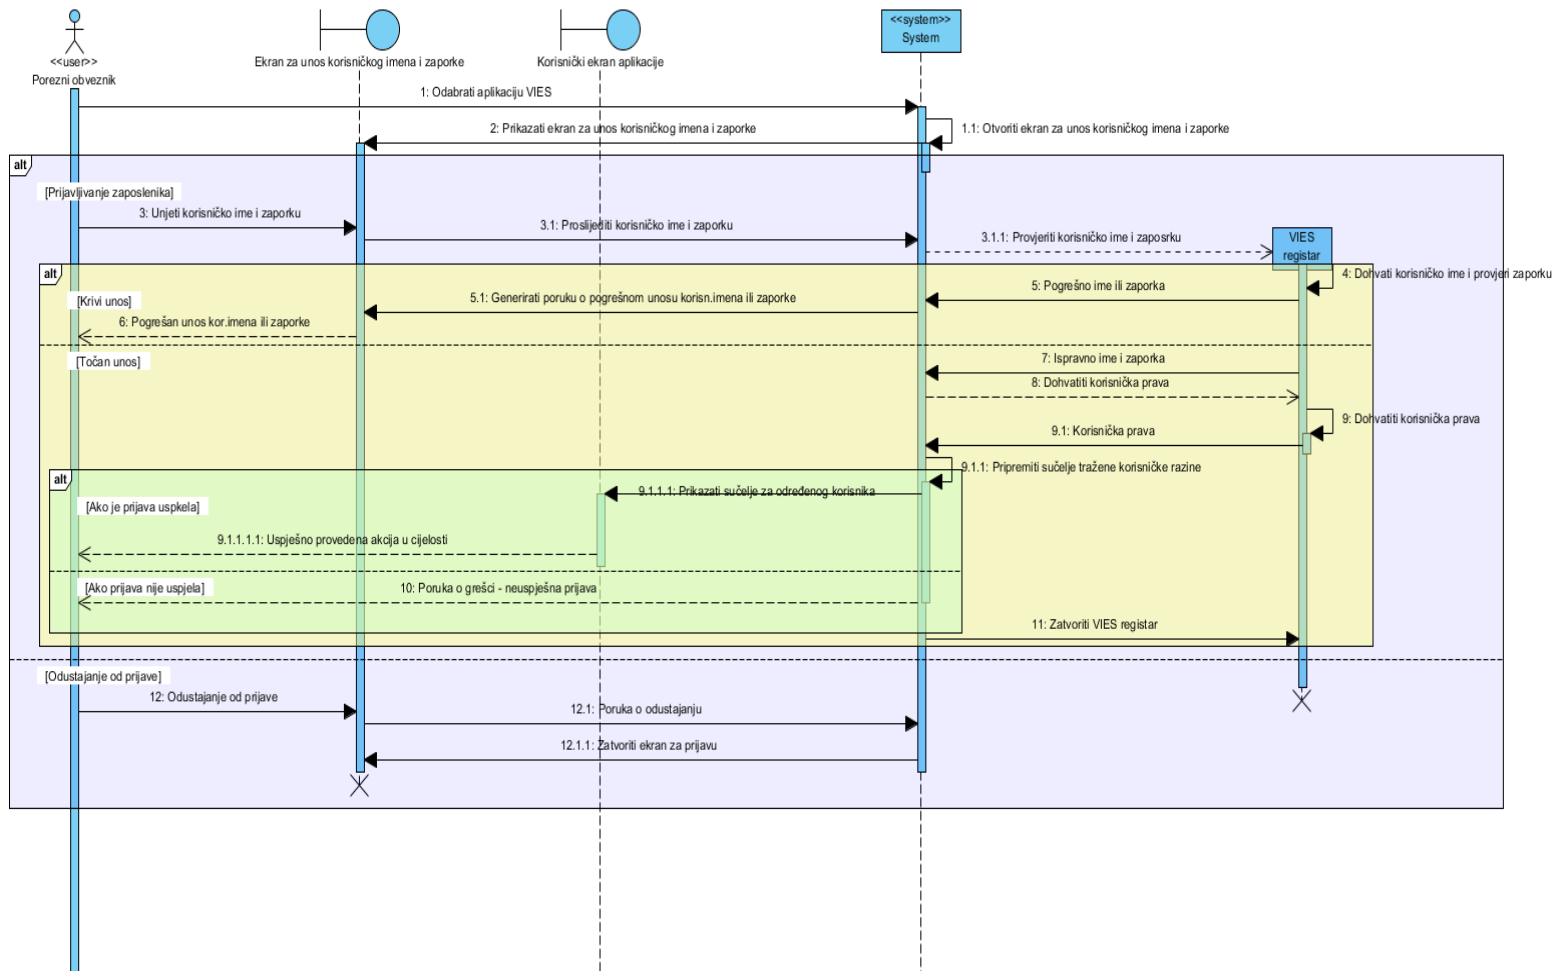 <<system>>
System
<<user>>
Porezni obveznik
Ekran za unos korisničkog imena i zaporke
Korisnički ekran aplikacije
1: Odabrati aplikaciju VIES
2: Prikazati ekran za unos korisničkog imena i zaporke
1.1: Otvoriti ekran za unos korisničkog imena i zaporke
alt
[Prijavljivanje zaposlenika]
3: Unjeti korisničko ime i zaporku
3.1: Proslijediti korisničko ime i zaporku
3.1.1: Provjeriti korisničko ime i zaposrku
VIES
registar
alt
4: Dohvati korisničko ime i provjeri zaporku
5: Pogrešno ime ili zaporka
[Krivi unos]
5.1: Generirati poruku o pogrešnom unosu korisn.imena ili zaporke
6: Pogrešan unos kor.imena ili zaporke
[Točan unos]
7: Ispravno ime i zaporka
8: Dohvatiti korisnička prava
9: Dohvatiti korisnička prava
9.1: Korisnička prava
9.1.1: Pripremiti sučelje tražene korisničke razine
alt
9.1.1.1: Prikazati sučelje za određenog korisnika
[Ako je prijava uspkela]
9.1.1.1.1: Uspješno provedena akcija u cijelosti
[Ako prijava nije uspjela]
10: Poruka o grešci - neuspješna prijava
11: Zatvoriti VIES registar
[Odustajanje od prijave]
12: Odustajanje od prijave
12.1: Poruka o odustajanju
12.1.1: Zatvoriti ekran za prijavu